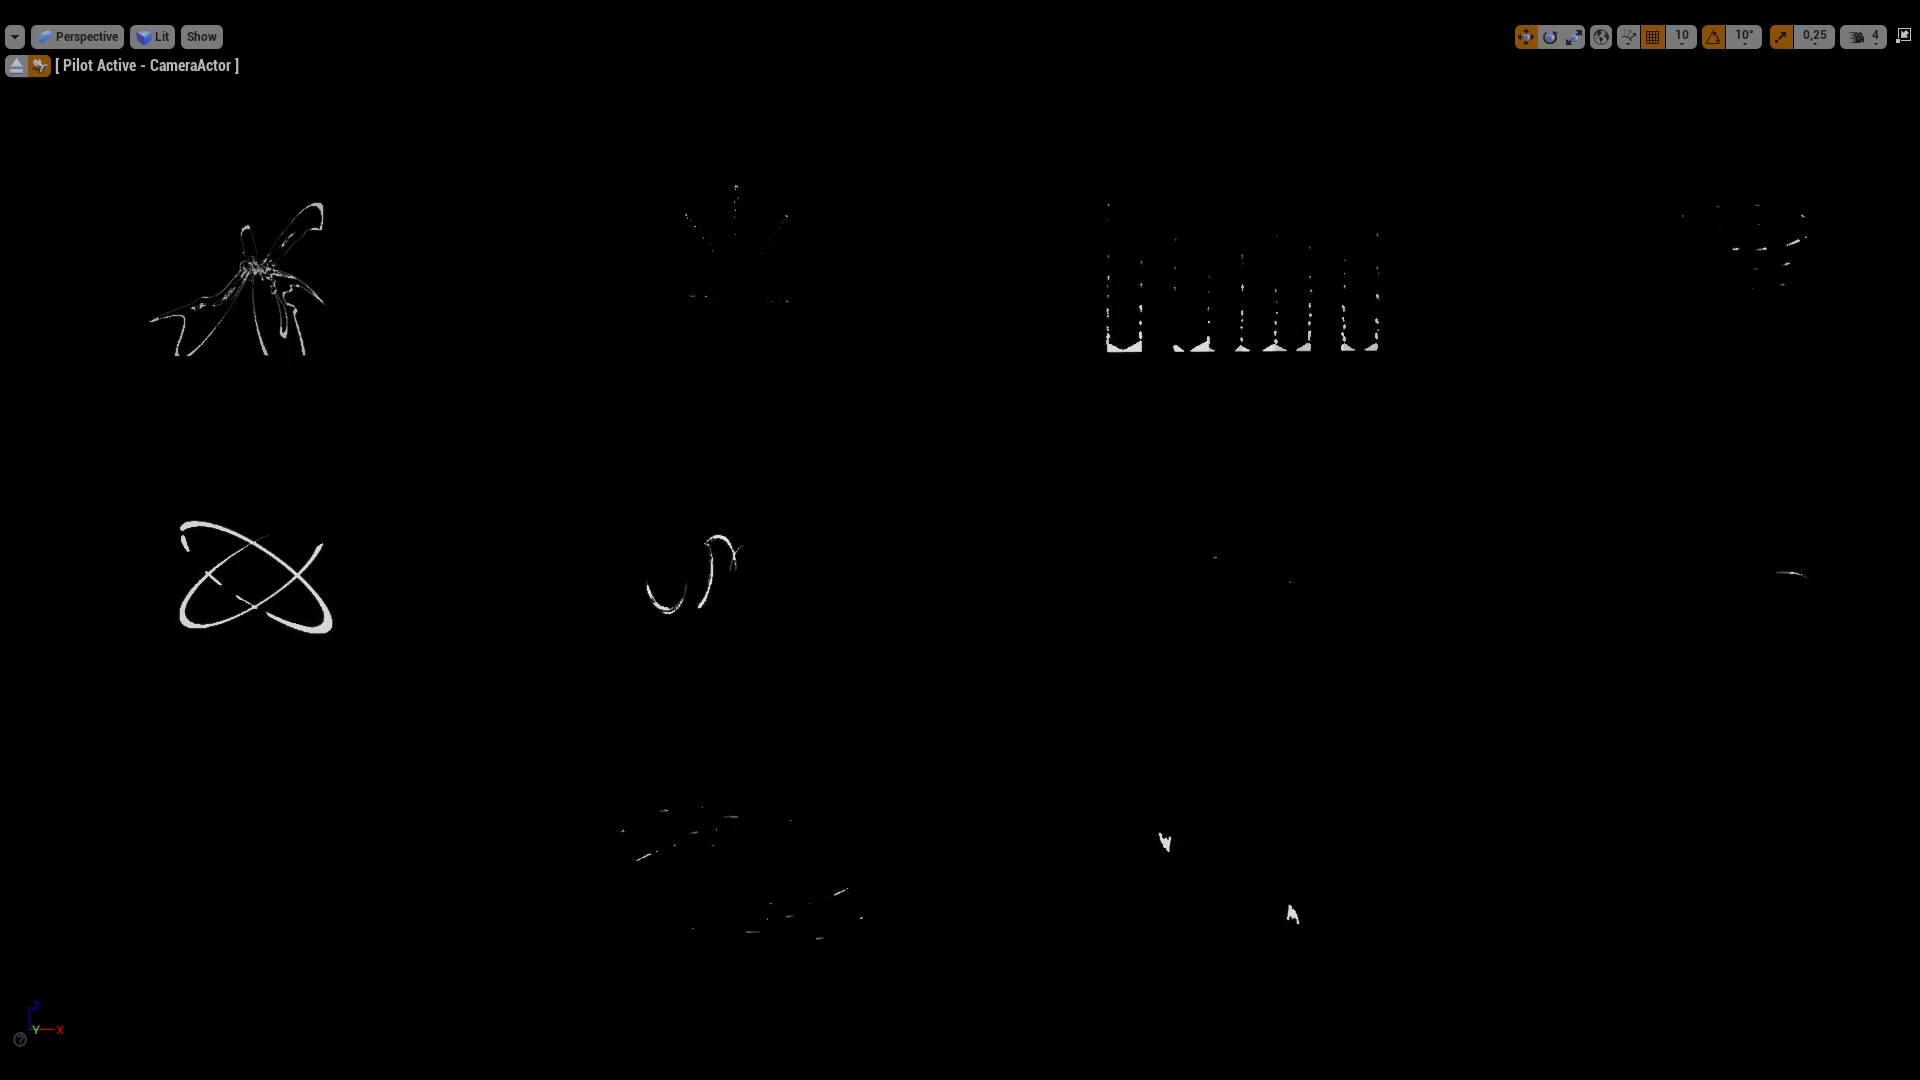 Perspective Lit Show 10 10° 0,25 4
[ Pilot Active - CameraActor ]
Z
Y X
?